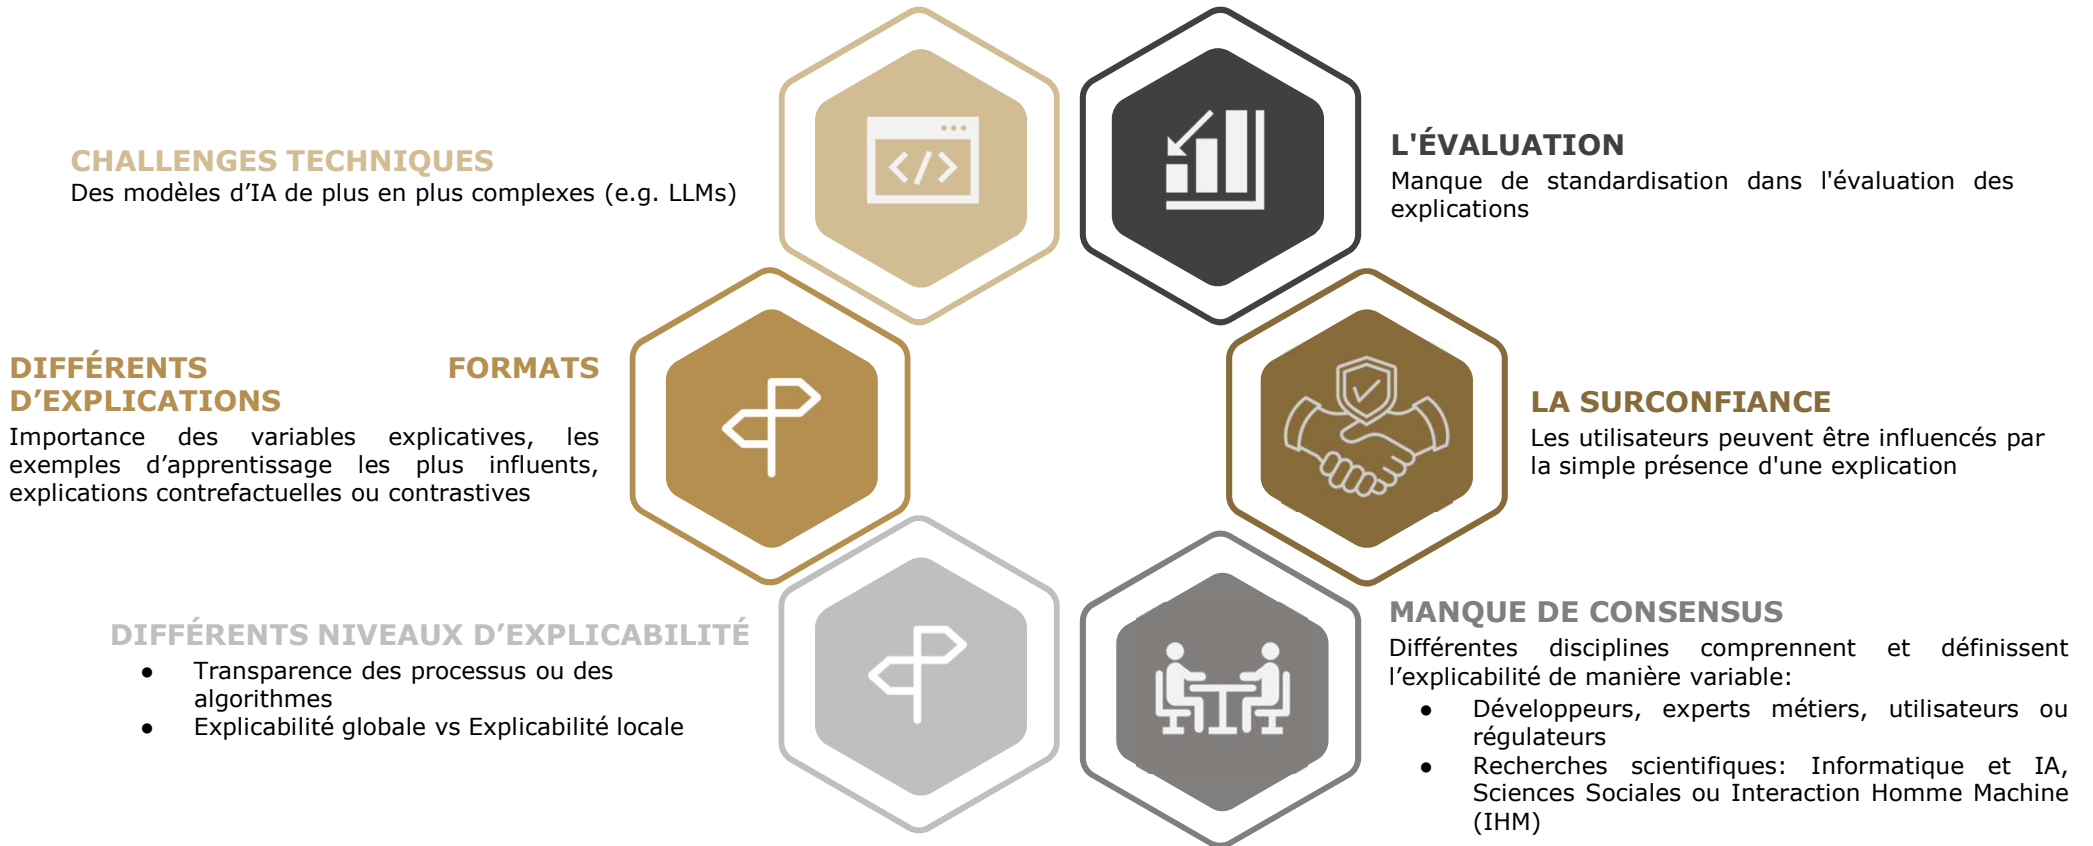 CHALLENGES TECHNIQUES
Des modèles d’IA de plus en plus complexes (e.g. LLMs)
</>
DIFFÉRENTS FORMATS
D’EXPLICATIONS
Importance des variables explicatives, les
exemples d’apprentissage les plus influents,
explications contrefactuelles ou contrastives
DIFFÉRENTS NIVEAUX D’EXPLICABILITÉ
● Transparence des processus ou des
algorithmes
● Explicabilité globale vs Explicabilité locale
L'ÉVALUATION
Manque de standardisation dans l'évaluation des
explications
LA SURCONFIANCE
Les utilisateurs peuvent être influencés par
la simple présence d'une explication
MANQUE DE CONSENSUS
Différentes disciplines comprennent et définissent
l’explicabilité de manière variable:
● Développeurs, experts métiers, utilisateurs ou
régulateurs
● Recherches scientifiques: Informatique et IA,
Sciences Sociales ou Interaction Homme Machine
(IHM)